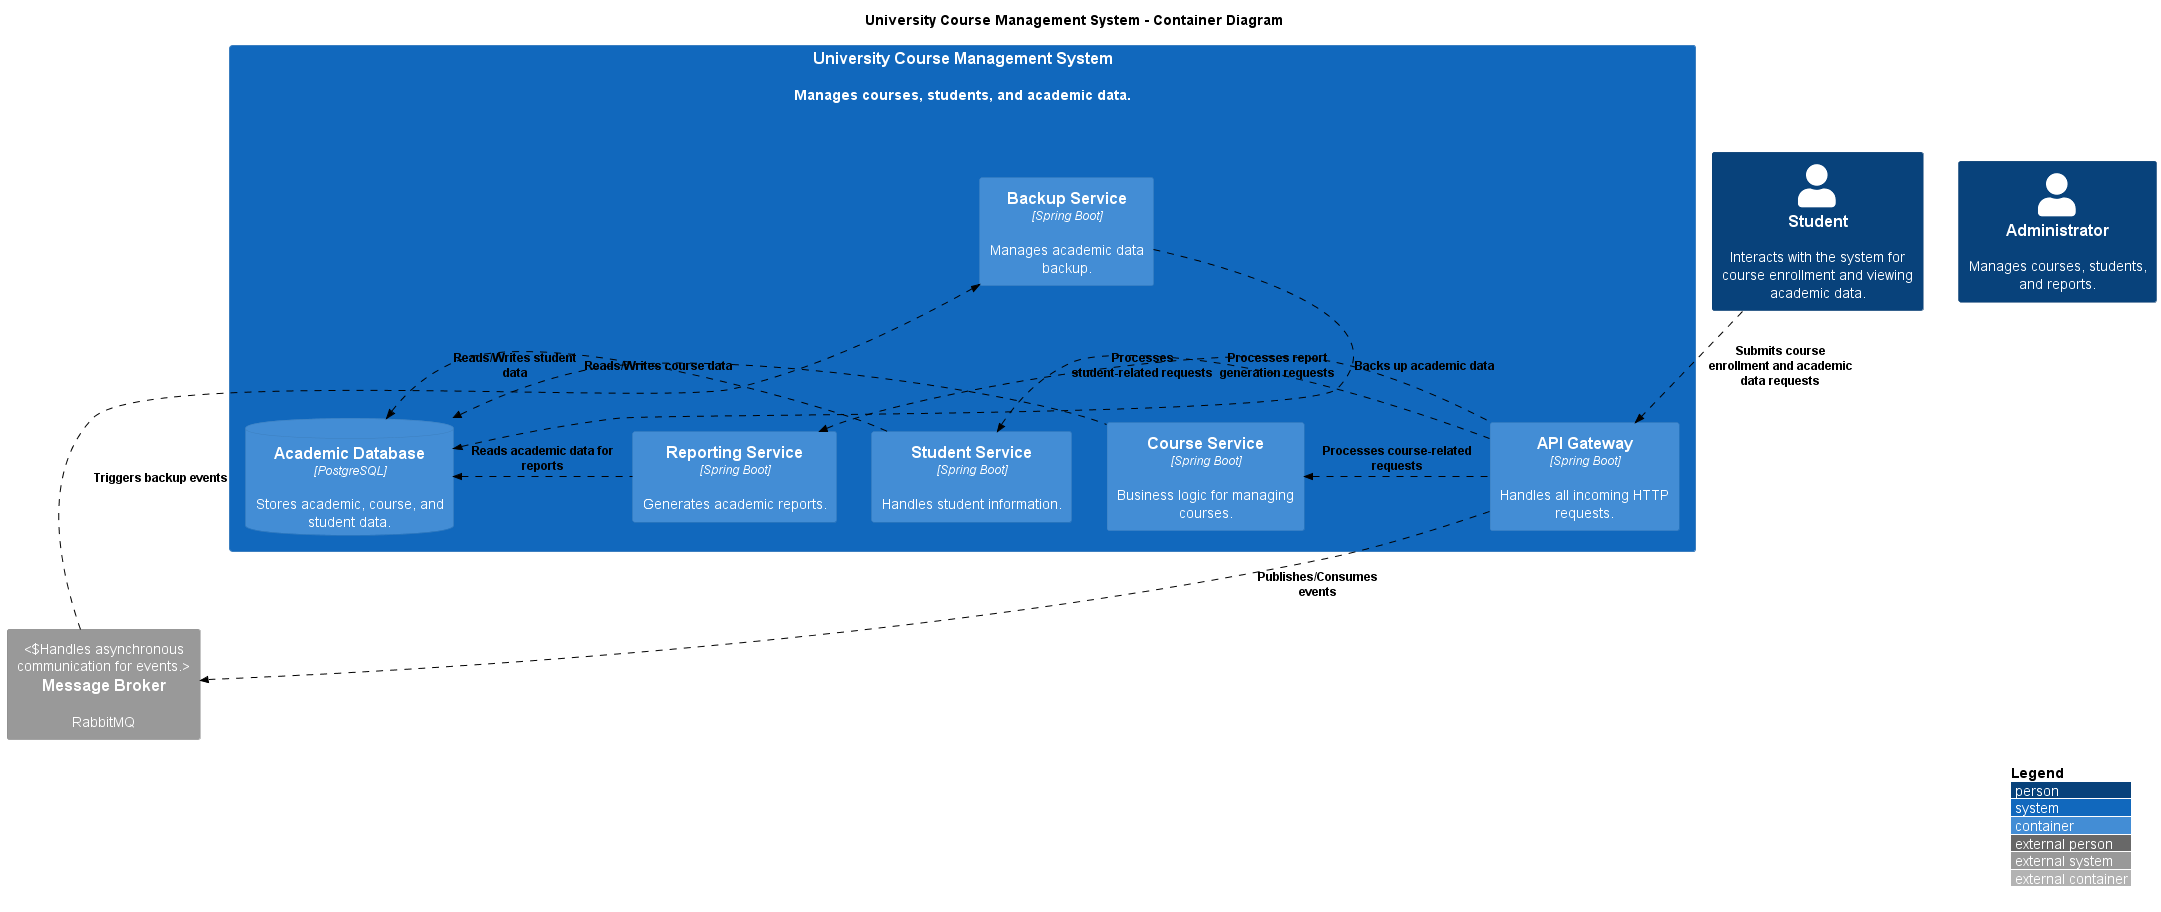 University Course Management System - Container Diagram
University Course Management System
Manages courses, students, and academic data.
Backup Service
[Spring Boot]
Manages academic data
backup.
Student
Interacts with the system for
course enrollment and viewing
academic data.
Administrator
Manages courses, students,
and reports.
Reads/Writes student
data
Reads/Writes course data
Processes
student-related requests
Processes report
generation requests
Backs up academic data
Submits course
enrollment and academic
data requests
Triggers backup events
Academic Database
[PostgreSQL]
Stores academic, course, and
student data.
Reads academic data for
reports
Reporting Service
[Spring Boot]
Generates academic reports.
Student Service
[Spring Boot]
Handles student information.
Course Service
[Spring Boot]
Business logic for managing
courses.
Processes course-related
requests
API Gateway
[Spring Boot]
Handles all incoming HTTP
requests.
Publishes/Consumes
events
<$Handles asynchronous
communication for events.>
Message Broker
RabbitMQ
Legend
person
system
container
external person
external system
external container